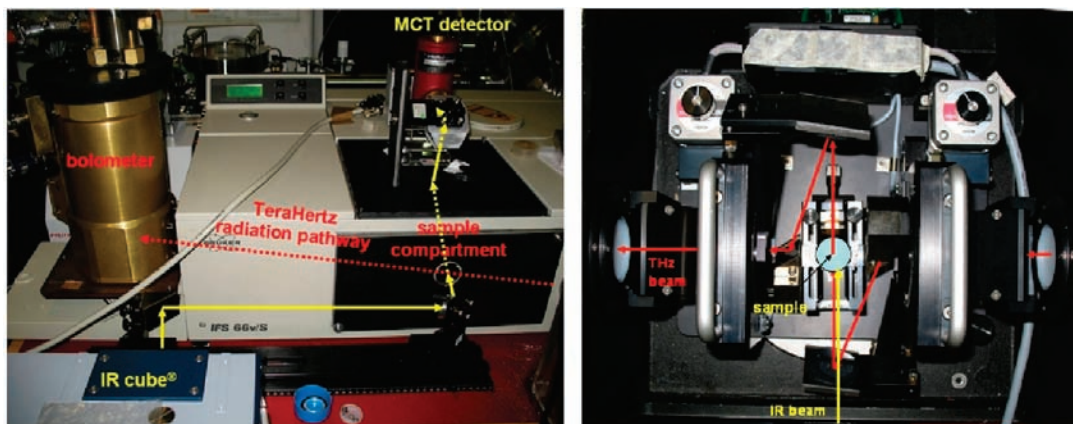 MCT detector
bolometer
TeraHertz
radiation pathway
sample
compartment
IFS 66v/S
IR cube®
THz
beam
sample
IR beam